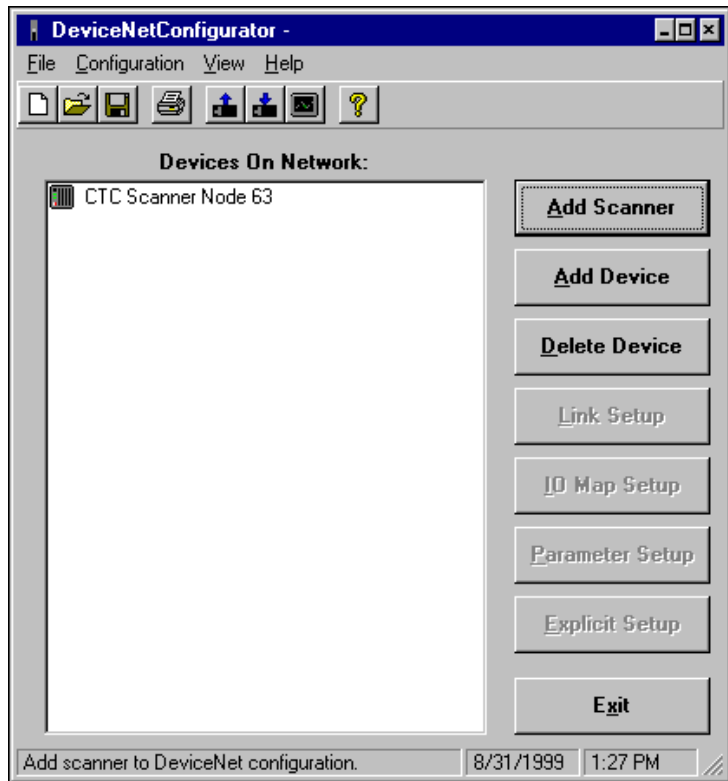 DeviceNetConfigurator -
File Configuration View Help
Devices On Network:
CTC Scanner Node 63
Add Scanner
Add Device
Delete Device
Link Setup
IO Map Setup
Parameter Setup
Explicit Setup
Exit
Add scanner to DeviceNet configuration. 8/31/1999 1:27 PM